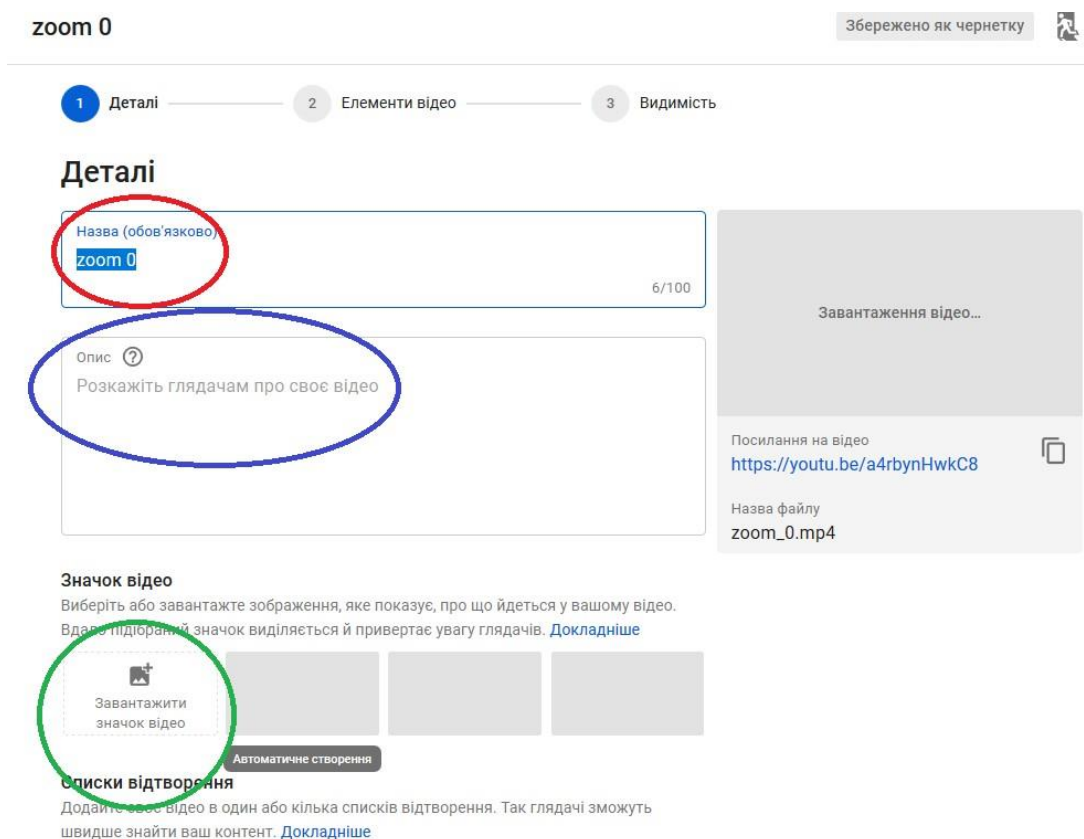 zoom 0
Збережено як чернетку
1 Деталі 2 Елементи відео 3 Видимість
Деталі
Назва (обов'язково)
zoom 0
6/100
Завантаження відео...
Опис ?
Розкажіть глядачам про своє відео
Посилання на відео
https://youtu.be/a4rbynHwkC8
Назва файлу
zoom_0.mp4
Значок відео
Виберіть або завантажте зображення, яке показує, про що йдеться у вашому відео.
Вдало підібраний значок виділяється й привертає увагу глядачів. Докладніше
Завантажити
значок відео
Автоматичне створення
Списки відтворення
Додайте своє відео в один або кілька списків відтворення. Так глядачі зможуть
швидше знайти ваш контент. Докладніше